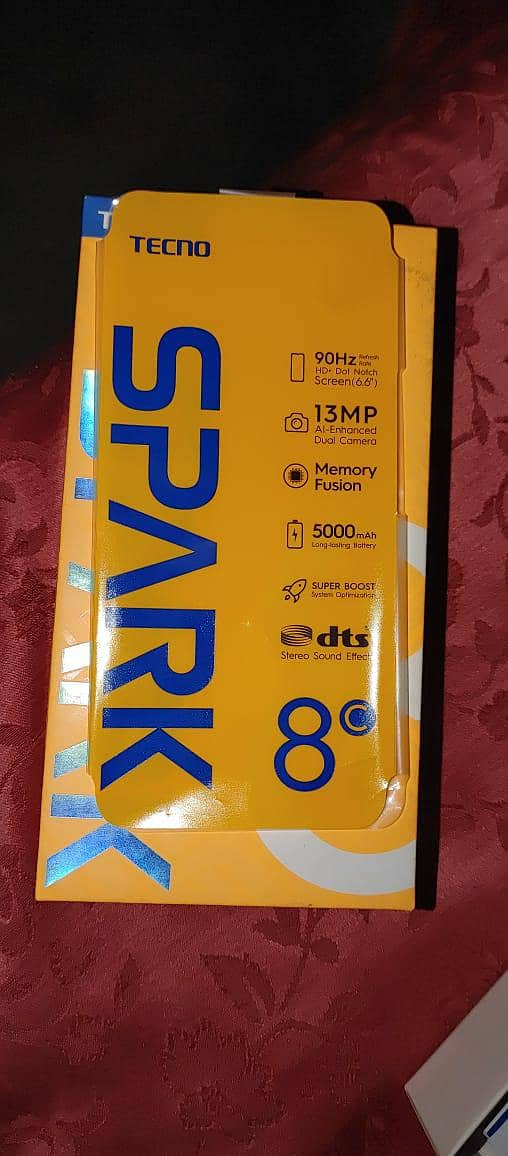 TECNO
SPARK
90Hz Refresh Rate
HD+ Dot Notch
Screen(6.6")
13MP
AI-Enhanced
Dual Camera
Memory
Fusion
5000mAh
Long-lasting Battery
SUPER BOOST
System Optimization
dts
Stereo Sound Effect
8C
T
SPARK